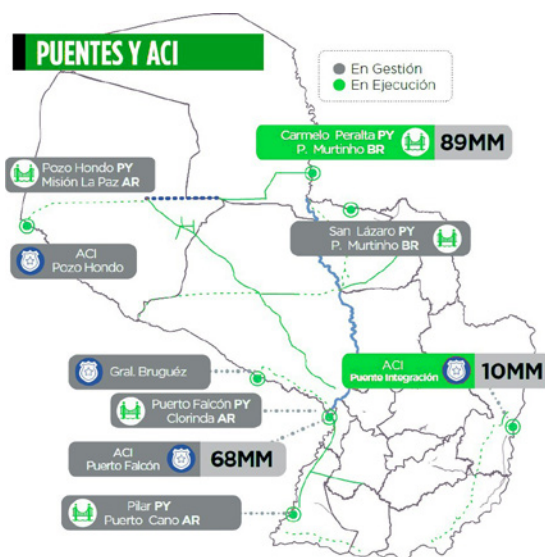 PUENTES Y ACI
En Gestión
En Ejecución
Carmelo Peralta PY
P. Murtinho BR
89MM
Pozo Hondo PY
Misión La Paz AR
San Lázaro PY
P. Murtinho BR
ACI
Pozo Hondo
Gral. Bruguéz
ACI
Puente Integración
10MM
Puerto Falcón PY
Clorinda AR
ACI
Puerto Falcón
68MM
Pilar PY
Puerto Cano AR